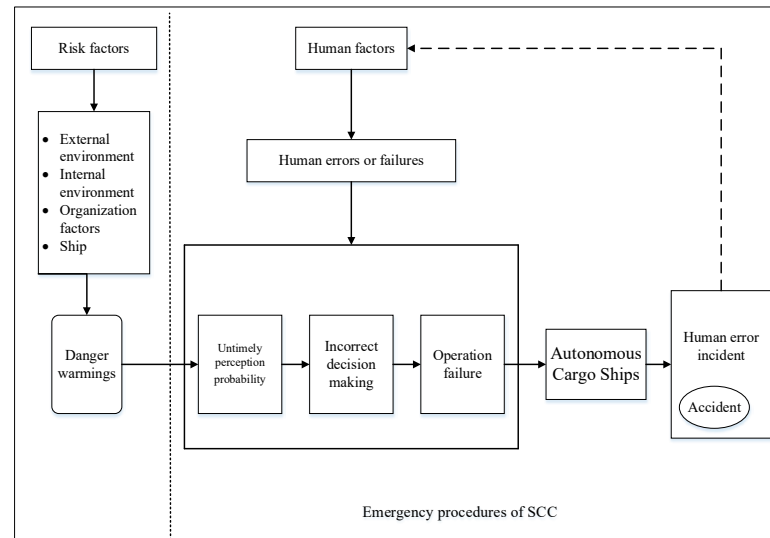 Risk factors
• External
environment
• Internal
environment
• Organization
factors
• Ship
Danger
warmings
Human factors
Human errors or failures
Untimely
perception
probability
Incorrect
decision
making
Operation
failure
Autonomous
Cargo Ships
Human error
incident
Accident
Emergency procedures of SCC